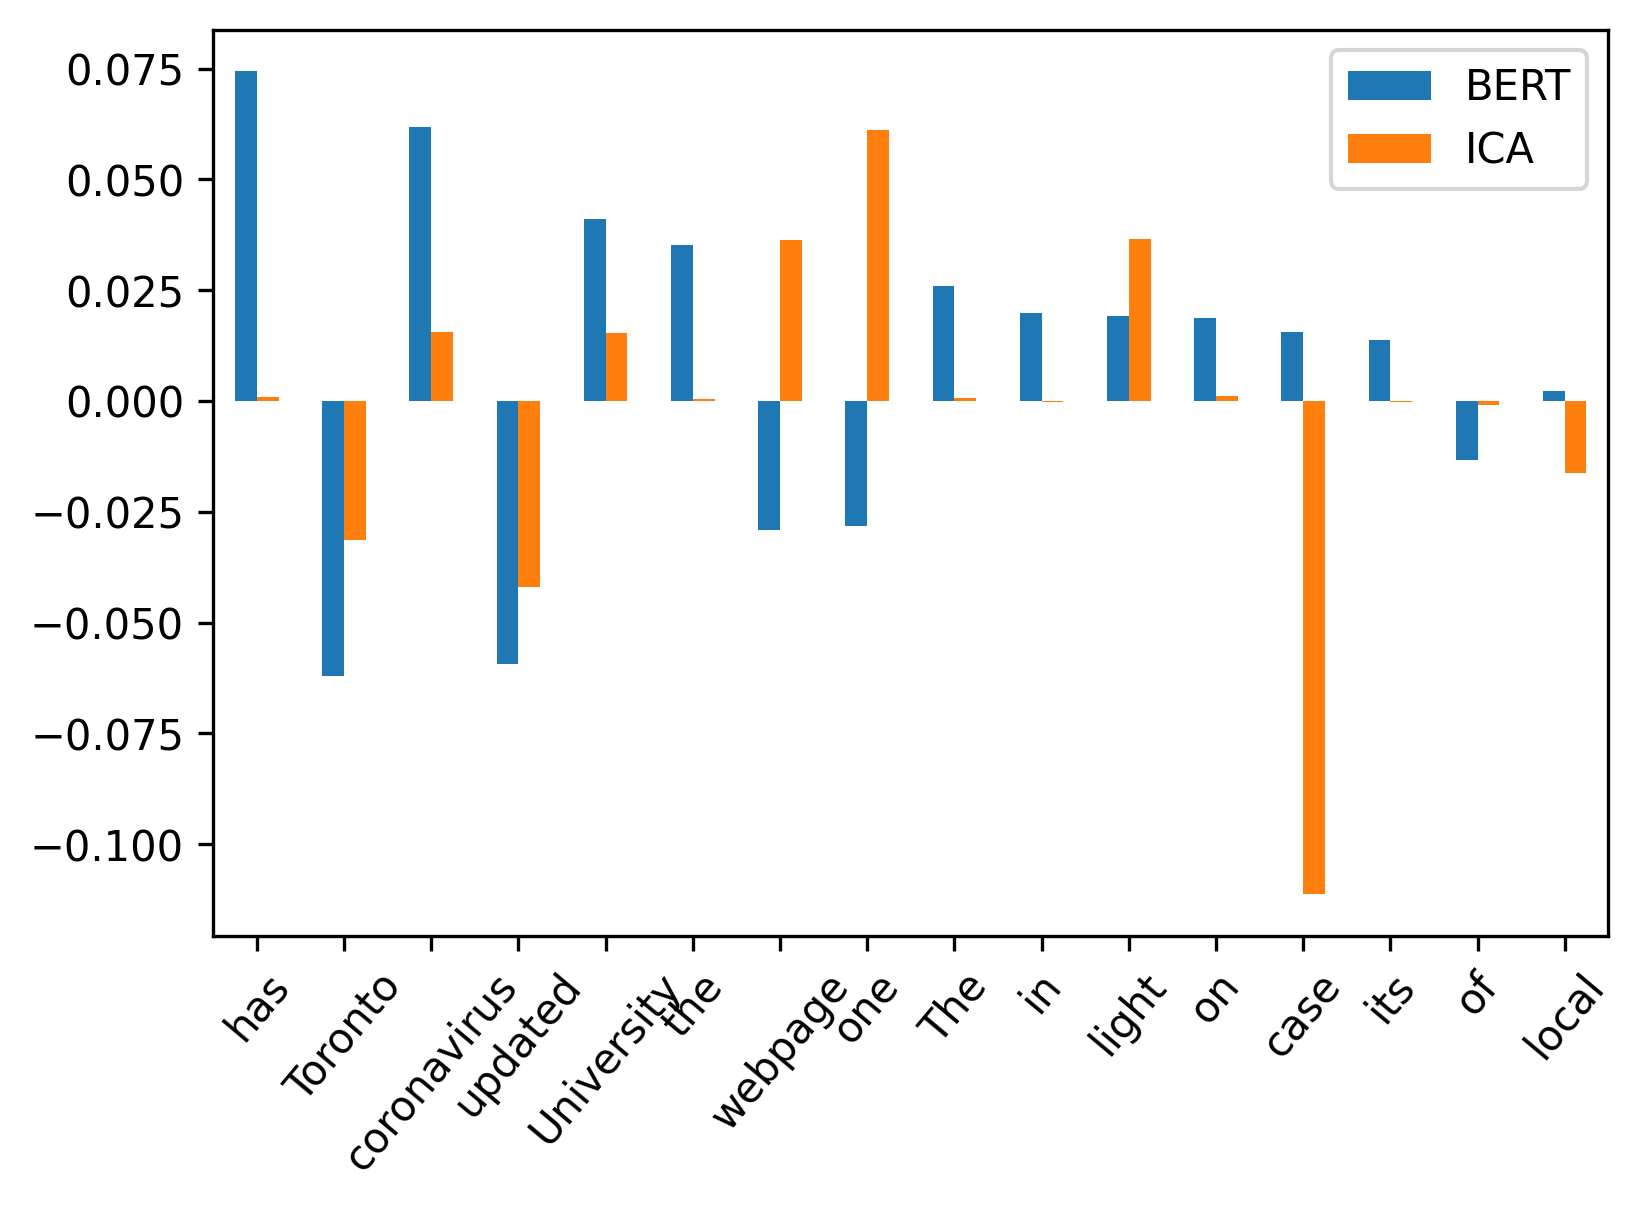 0.075
0.050
0.025
0.000
−0.025
−0.050
−0.075
−0.100
BERT
ICA
has
Toronto
coronavirus
updated
University
the
webpage
one
The
in
light
on
case
its
of
local